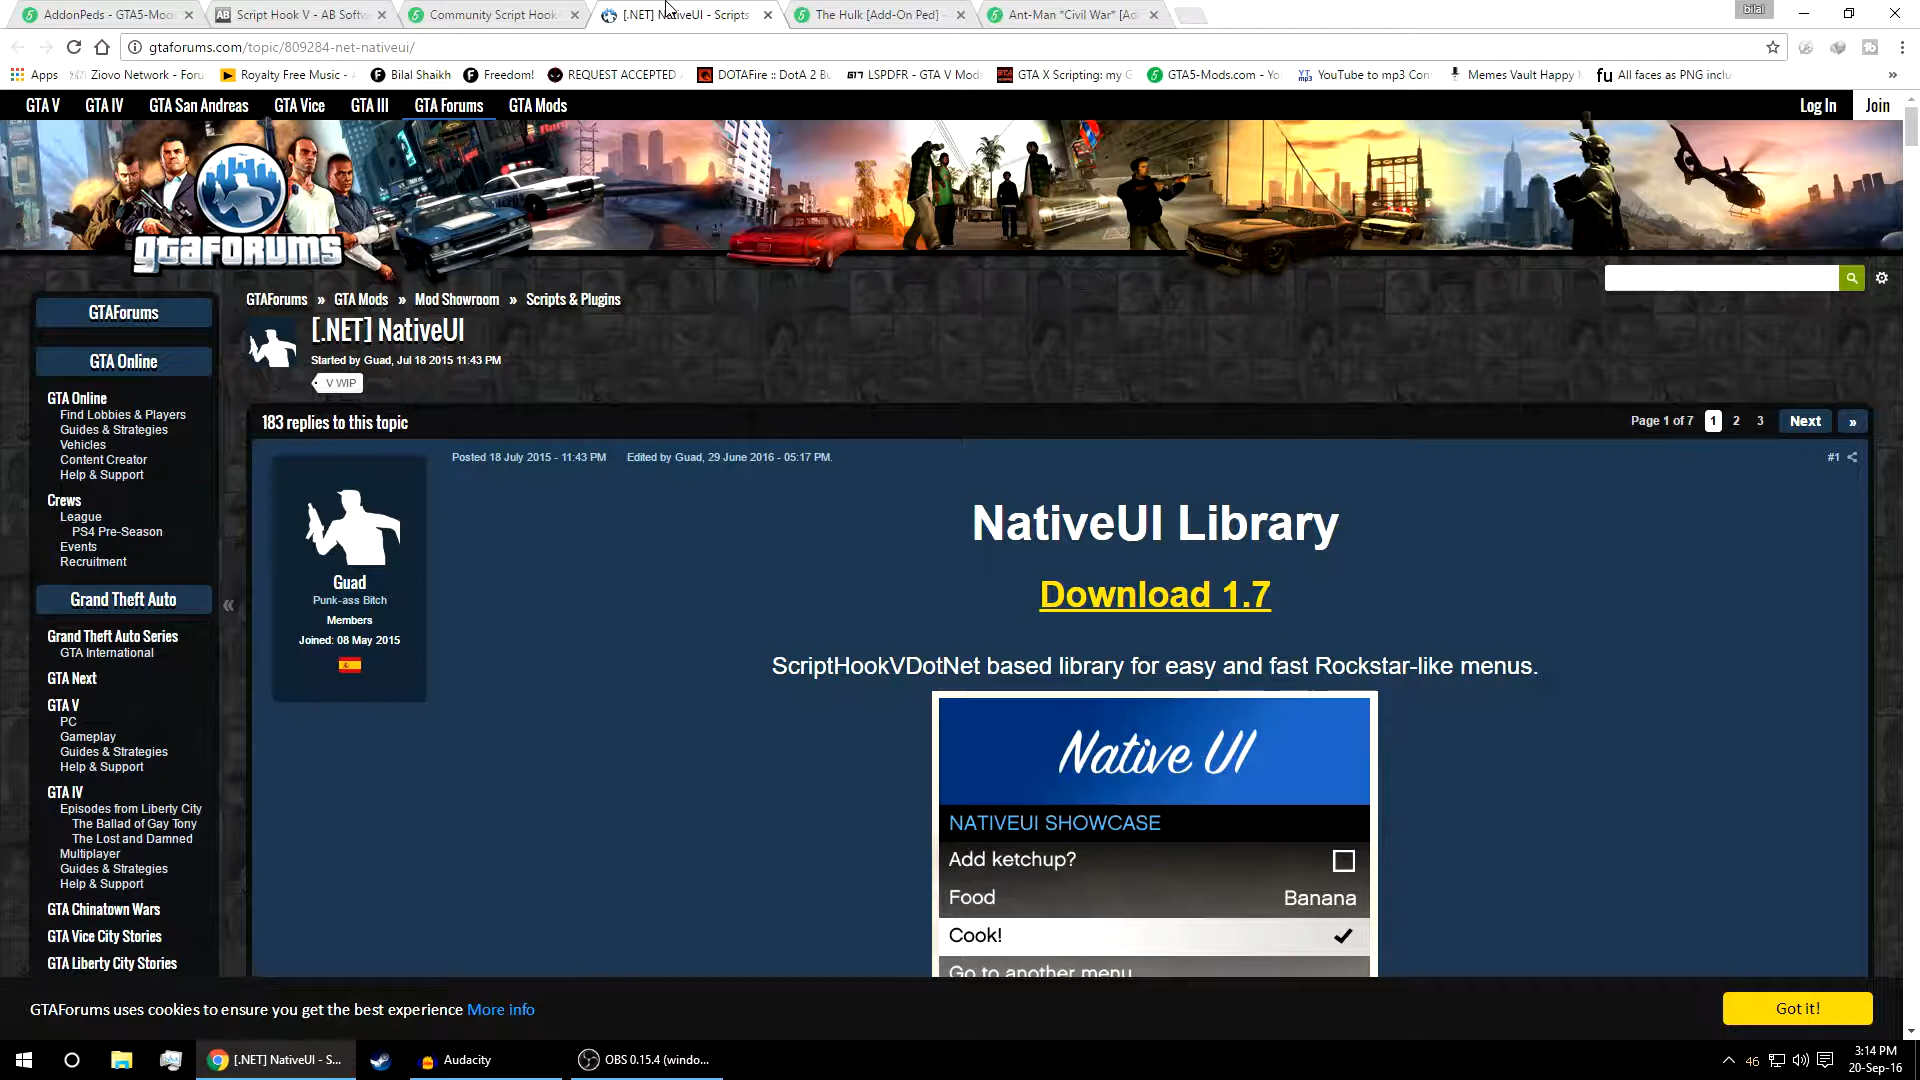 AddonPeds - GTA5-Mod
Script Hook V - AB Softw
Community Script Hook
[.NET] NativeUI - Scripts
The Hulk [Add-On Ped] -
Ant-Man *Civil War* [Ad
bilal
gtaforums.com/topic/809284-net-nativeui/
Apps
Ziovo Network - Foru
Royalty Free Music -
Bilal Shaikh
Freedom!
REQUEST ACCEPTED
DOTAFire :: DotA 2 Bu
LSPDFR - GTA V Mod
GTA X Scripting: my G
GTA5-Mods.com - Yo
YouTube to mp3 Con
Memes Vault Happy
fu All faces as PNG inclu
GTA V
GTA IV
GTA San Andreas
GTA Vice
GTA III
GTA Forums
GTA Mods
Log In
Join
gtaforums
GTAForums » GTA Mods » Mod Showroom » Scripts & Plugins
[.NET] NativeUI
Started by Guad, Jul 18 2015 11:43 PM
V WIP
183 replies to this topic
Page 1 of 7
1
2
3
Next
»
Posted 18 July 2015 - 11:43 PM
Edited by Guad, 29 June 2016 - 05:17 PM.
#1
Guad
Punk-ass Bitch
Members
Joined: 08 May 2015
NativeUI Library
Download 1.7
ScriptHookVDotNet based library for easy and fast Rockstar-like menus.
Native UI
NATIVEUI SHOWCASE
Add ketchup?
Food
Banana
Cook!
Go to another menu
GTAForums
GTA Online
GTA Online
Find Lobbies & Players
Guides & Strategies
Vehicles
Content Creator
Help & Support
Crews
League
PS4 Pre-Season
Events
Recruitment
Grand Theft Auto
«
Grand Theft Auto Series
GTA International
GTA Next
GTA V
PC
Gameplay
Guides & Strategies
Help & Support
GTA IV
Episodes from Liberty City
The Ballad of Gay Tony
The Lost and Damned
Multiplayer
Guides & Strategies
Help & Support
GTA Chinatown Wars
GTA Vice City Stories
GTA Liberty City Stories
GTAForums uses cookies to ensure you get the best experience More info
Got it!
[.NET] NativeUI - S...
Audacity
OBS 0.15.4 (windo...
46
3:14 PM
20-Sep-16